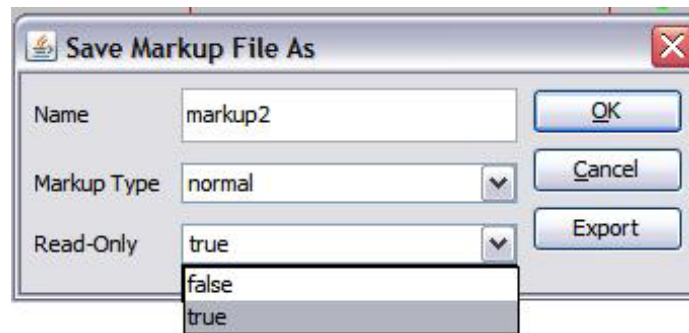 Save Markup File As
Name markup2 OK
Markup Type normal Cancel
Read-Only true Export
false
true